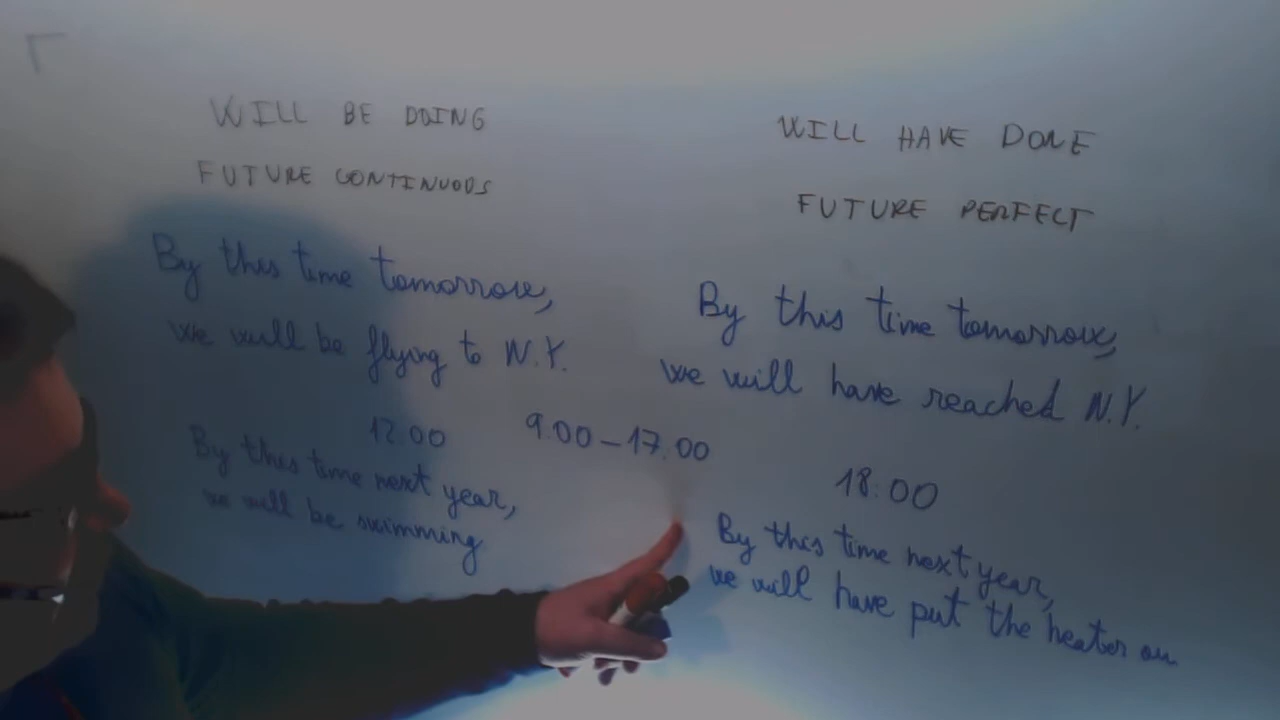 WILL BE DOING
FUTURE CONTINUOUS
By this time tomorrow,
we will be flying to N.Y.
12.00
By this time next year,
we will be swimming
9.00 – 17.00
WILL HAVE DONE
FUTURE PERFECT
By this time tomorrow,
we will have reached N.Y.
18:00
By this time next year,
we will have put the heater on